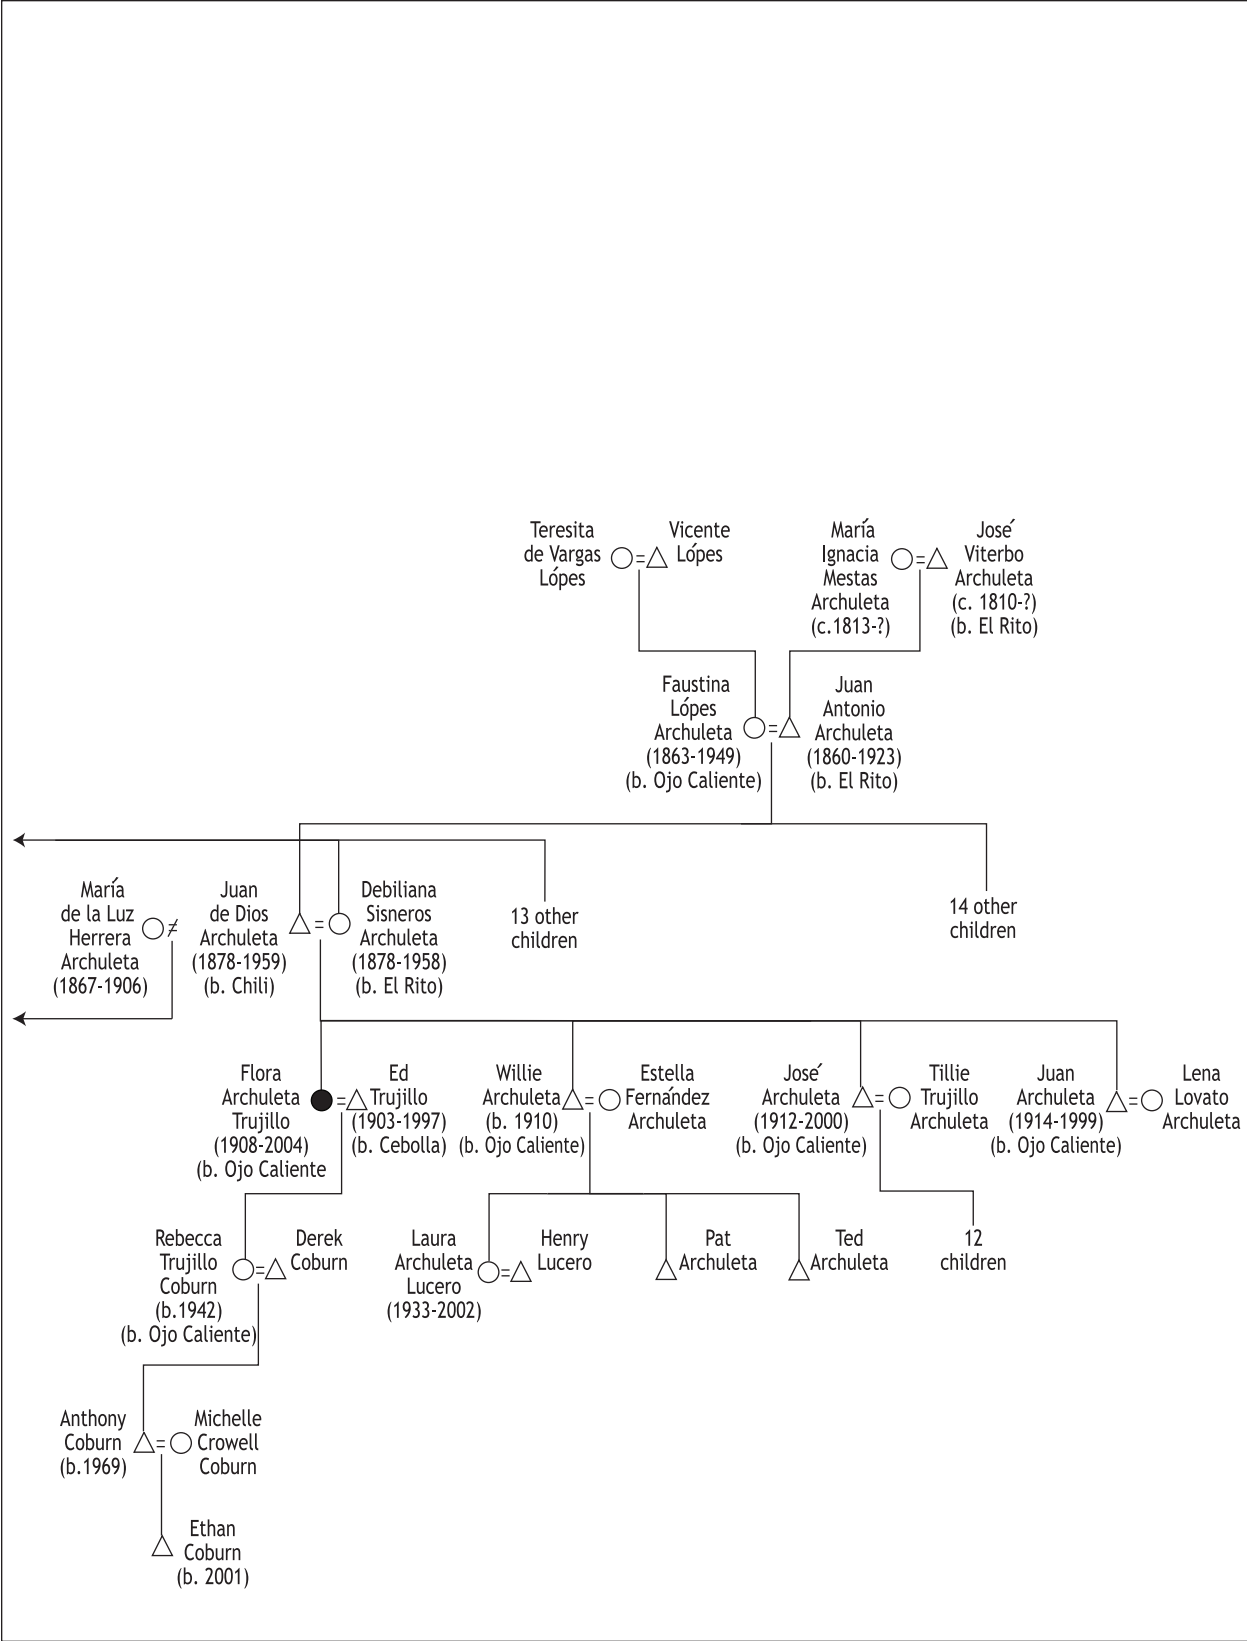 Teresita
de Vargas
Lópes
Vicente
Lópes
María
Ignacia
Mestas
Archuleta
(c.1813-?)
José
Viterbo
Archuleta
(c. 1810-?)
(b. El Rito)
Faustina
Lópes
Archuleta
(1863-1949)
(b. Ojo Caliente)
Juan
Antonio
Archuleta
(1860-1923)
(b. El Rito)
María
de la Luz
Herrera
Archuleta
(1867-1906)
Juan
de Dios
Archuleta
(1878-1959)
(b. Chili)
Debiliana
Sisneros
Archuleta
(1878-1958)
(b. El Rito)
13 other
children
14 other
children
Flora
Archuleta
Trujillo
(1908-2004)
(b. Ojo Caliente
Ed
Trujillo
(1903-1997)
(b. Cebolla)
Willie
Archuleta
(b. 1910)
(b. Ojo Caliente)
Estella
Fernández
Archuleta
José
Archuleta
(1912-2000)
(b. Ojo Caliente)
Tillie
Trujillo
Archuleta
Juan
Archuleta
(1914-1999)
(b. Ojo Caliente)
Lena
Lovato
Archuleta
Rebecca
Trujillo
Coburn
(b.1942)
(b. Ojo Caliente)
Derek
Coburn
Laura
Archuleta
Lucero
(1933-2002)
Henry
Lucero
Pat
Archuleta
Ted
Archuleta
12
children
Anthony
Coburn
(b.1969)
Michelle
Crowell
Coburn
Ethan
Coburn
(b. 2001)